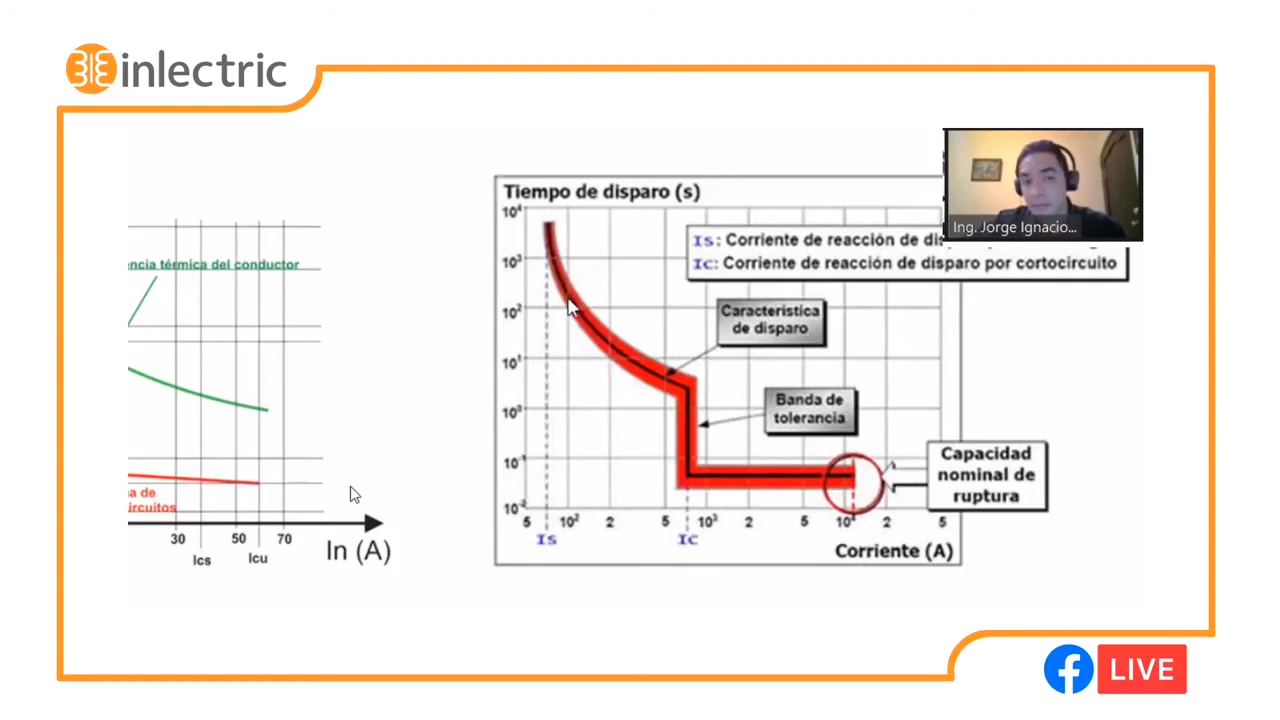 inlectric
ncia térmica del conductor
a de
ircuitos
30
50
70
Ics
Icu
In (A)
Tiempo de disparo (s)
10⁴
10³
10²
10¹
10⁰
10⁻¹
10⁻²
Is: Corriente de reacción de
Ic: Corriente de reacción de disparo por cortocircuito
Característica
de disparo
Banda de
tolerancia
Capacidad
nominal de
ruptura
5 10² 2 5 10³ 2 5 10⁴ 2 5
Is Ic
Corriente (A)
Ing. Jorge Ignacio...
LIVE